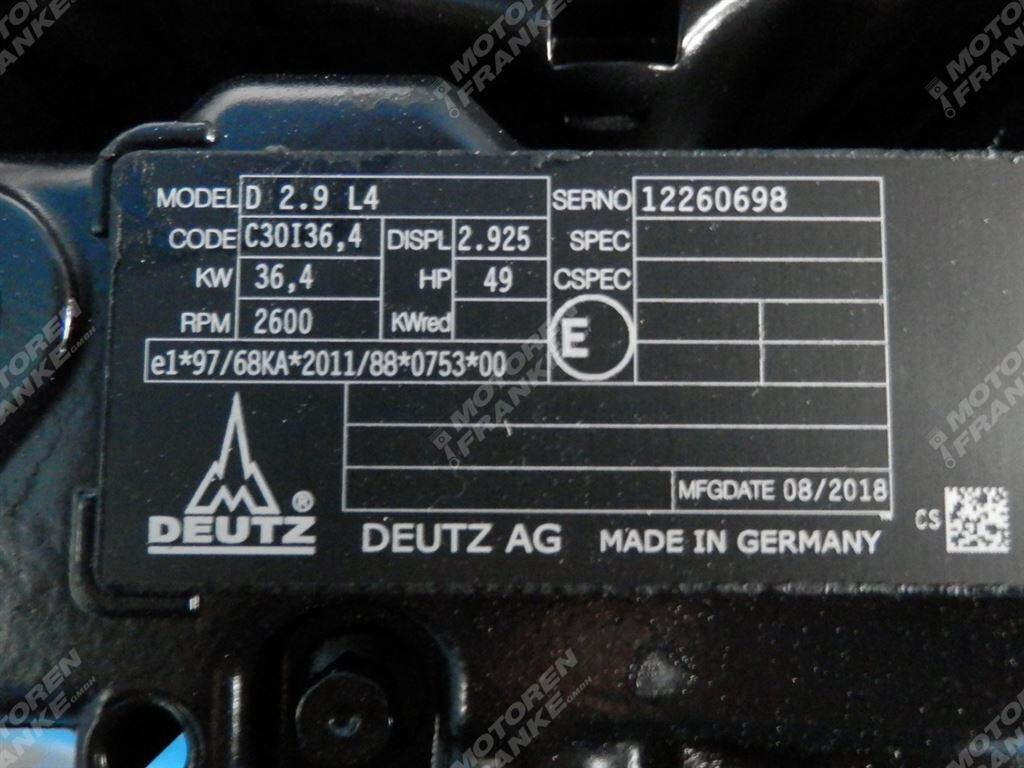 MODEL D 2.9 L4 SERNO 12260698
CODE C30I36,4 DISPL 2.925 SPEC
KW 36,4 HP 49 CSPEC
RPM 2600 KWred E
e1*97/68KA*2011/88*0753*00
MFGDATE 08/2018
DEUTZ® DEUTZ AG MADE IN GERMANY CS
MOTOREN FRANKE GMBH